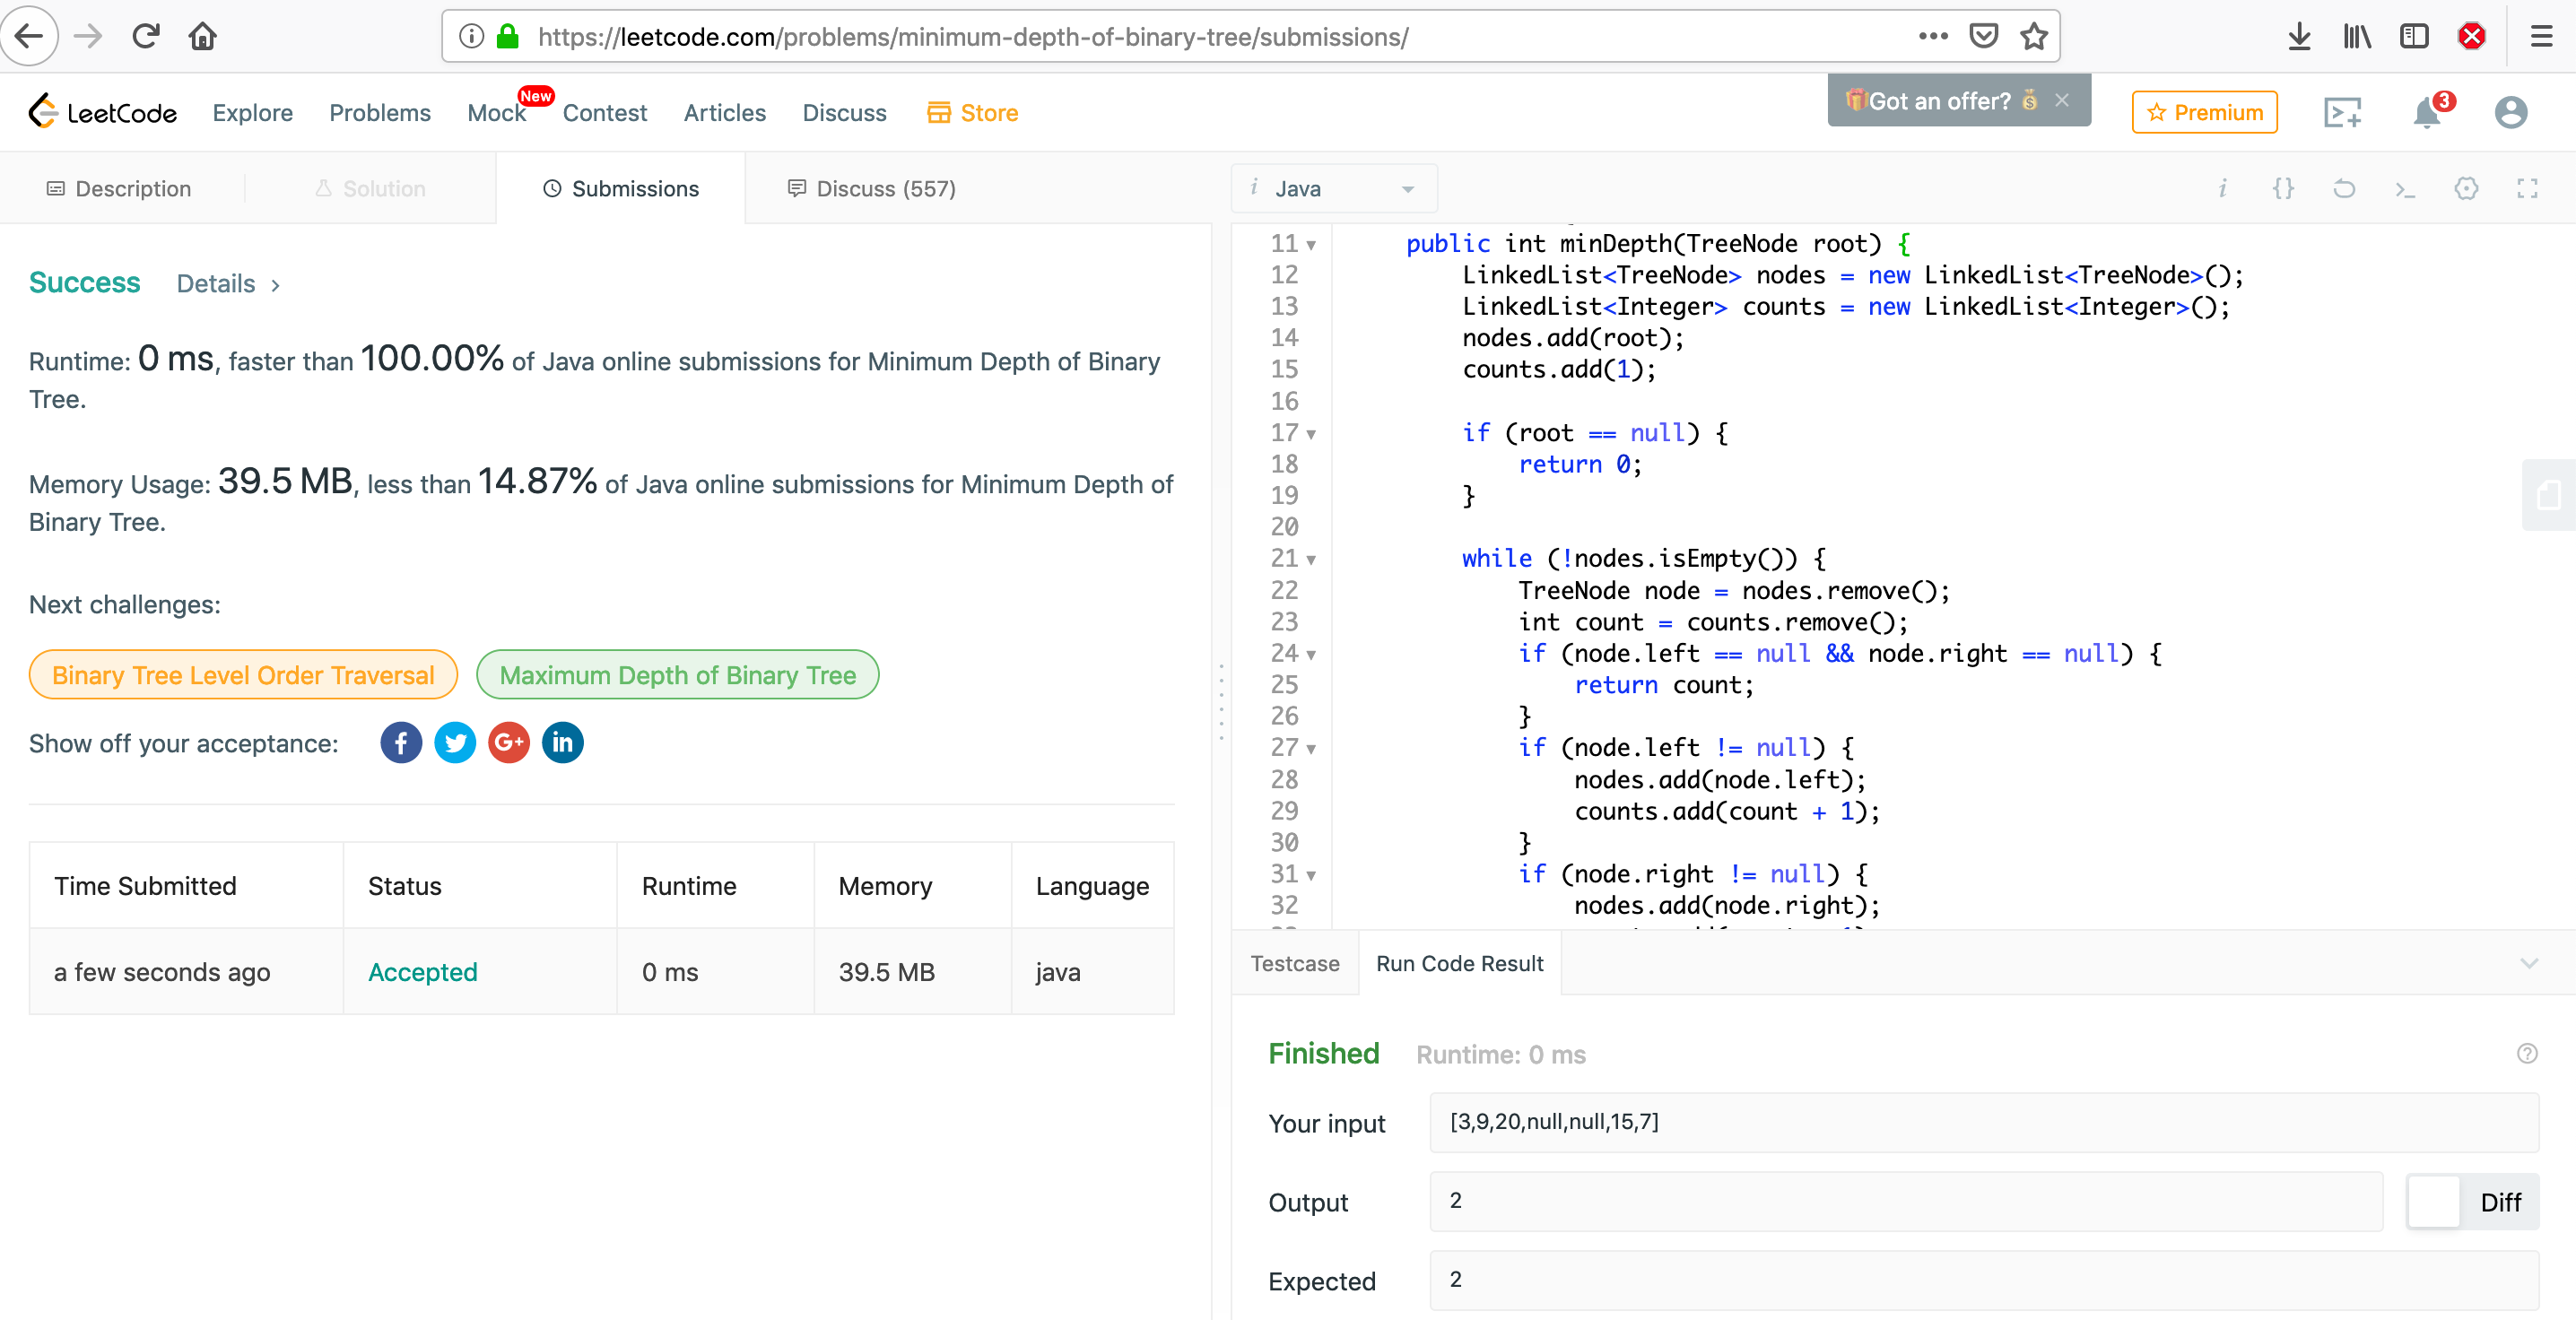 https://leetcode.com/problems/minimum-depth-of-binary-tree/submissions/
LeetCode Explore Problems Mock New Contest Articles Discuss Store Got an offer? Premium 3
Description Solution Submissions Discuss (557)
Success Details
Runtime: 0 ms, faster than 100.00% of Java online submissions for Minimum Depth of Binary
Tree.
Memory Usage: 39.5 MB, less than 14.87% of Java online submissions for Minimum Depth of
Binary Tree.
Next challenges:
Binary Tree Level Order Traversal Maximum Depth of Binary Tree
Show off your acceptance: f G+ in
Time Submitted Status Runtime Memory Language
a few seconds ago Accepted 0 ms 39.5 MB java
i Java i {}
11 public int minDepth(TreeNode root) {
12 LinkedList<TreeNode> nodes = new LinkedList<TreeNode>();
13 LinkedList<Integer> counts = new LinkedList<Integer>();
14 nodes.add(root);
15 counts.add(1);
16
17 if (root == null) {
18 return 0;
19 }
20
21 while (!nodes.isEmpty()) {
22 TreeNode node = nodes.remove();
23 int count = counts.remove();
24 if (node.left == null && node.right == null) {
25 return count;
26 }
27 if (node.left != null) {
28 nodes.add(node.left);
29 counts.add(count + 1);
30 }
31 if (node.right != null) {
32 nodes.add(node.right);
Testcase Run Code Result
Finished Runtime: 0 ms
Your input [3,9,20,null,null,15,7]
Output 2 Diff
Expected 2